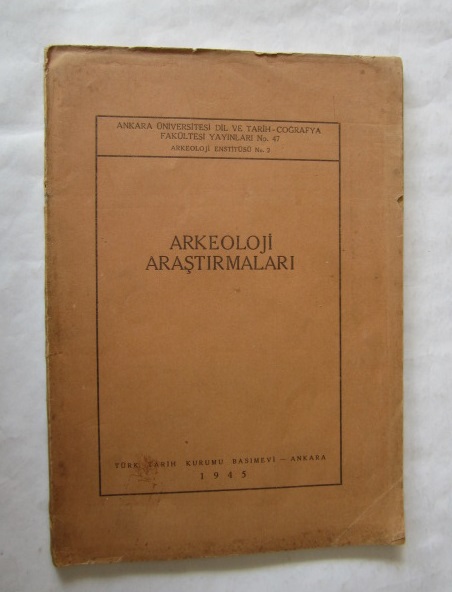 ANKARA ÜNİVERSİTESİ DİL VE TARİH-COĞRAFYA
FAKÜLTESİ YAYINLARI No. 47
ARKEOLOJİ ENSTİTÜSÜ No. 3
ARKEOLOJİ
ARAŞTIRMALARI
TÜRK TARİH KURUMU BASIMEVİ — ANKARA
1945